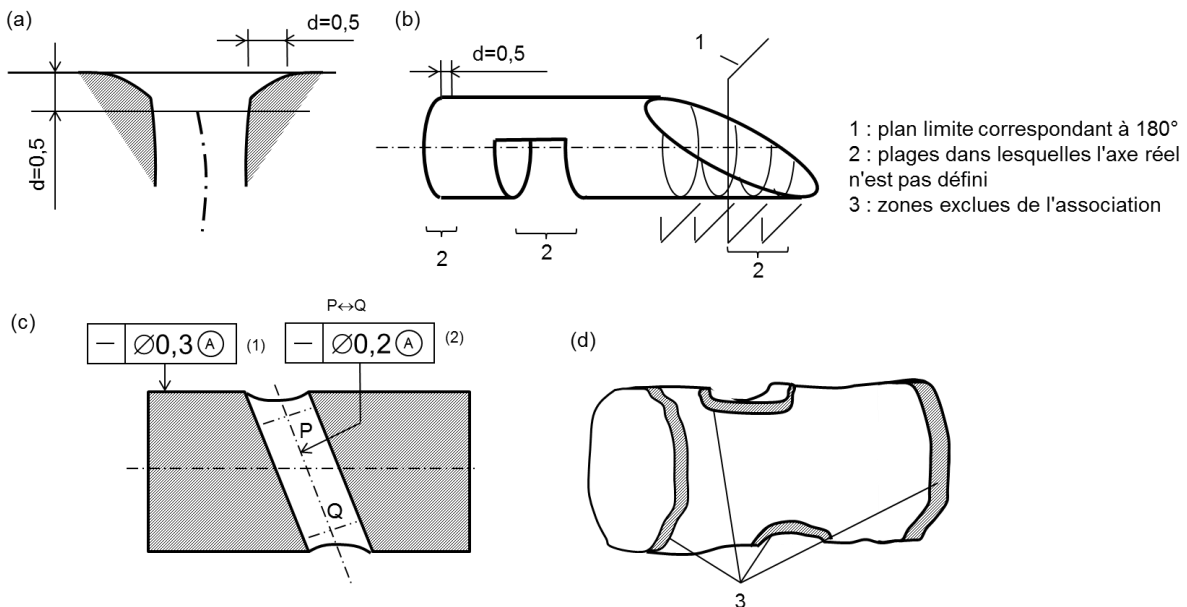 (a)
d=0,5
d=0,5
(b)
d=0,5
1
2
2
2
1 : plan limite correspondant à 180°
2 : plages dans lesquelles l'axe réel
n'est pas défini
3 : zones exclues de l'association
(c)
P↔Q
— ∅0,3 Ⓐ (1)
— ∅0,2 Ⓐ (2)
P
Q
(d)
3